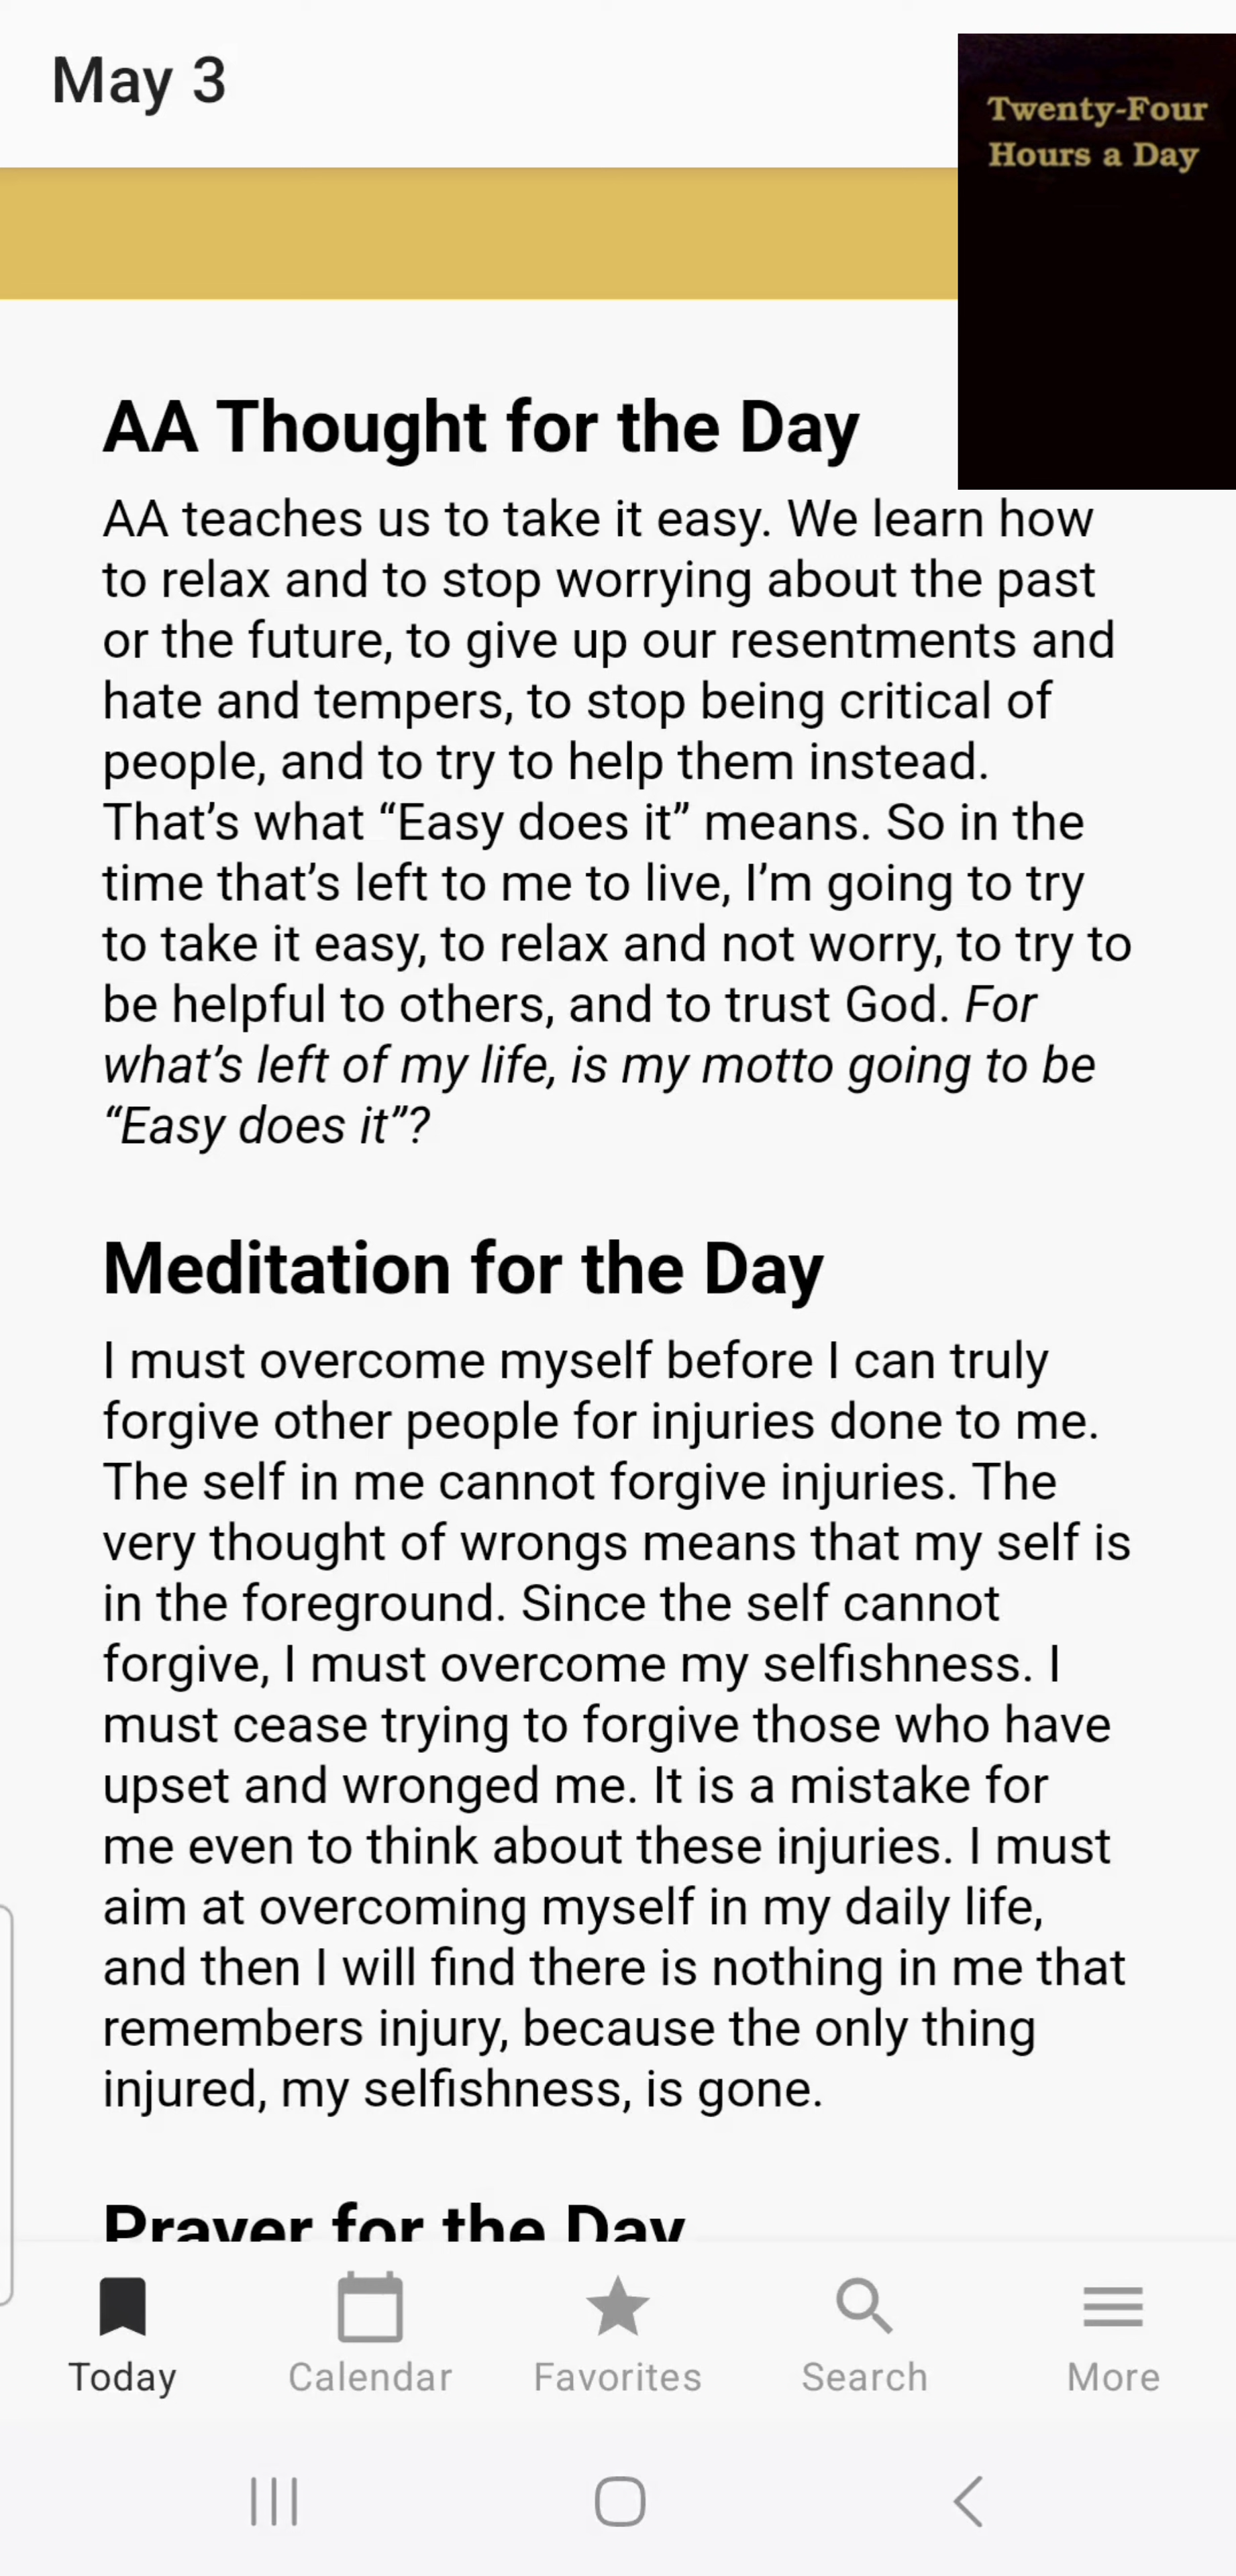 May 3
Twenty-Four
Hours a Day
AA Thought for the Day
AA teaches us to take it easy. We learn how
to relax and to stop worrying about the past
or the future, to give up our resentments and
hate and tempers, to stop being critical of
people, and to try to help them instead.
That’s what “Easy does it” means. So in the
time that’s left to me to live, I’m going to try
to take it easy, to relax and not worry, to try to
be helpful to others, and to trust God. For
what’s left of my life, is my motto going to be
“Easy does it”?
Meditation for the Day
I must overcome myself before I can truly
forgive other people for injuries done to me.
The self in me cannot forgive injuries. The
very thought of wrongs means that my self is
in the foreground. Since the self cannot
forgive, I must overcome my selfishness. I
must cease trying to forgive those who have
upset and wronged me. It is a mistake for
me even to think about these injuries. I must
aim at overcoming myself in my daily life,
and then I will find there is nothing in me that
remembers injury, because the only thing
injured, my selfishness, is gone.
Prayer for the Day
Today
Calendar
Favorites
Search
More